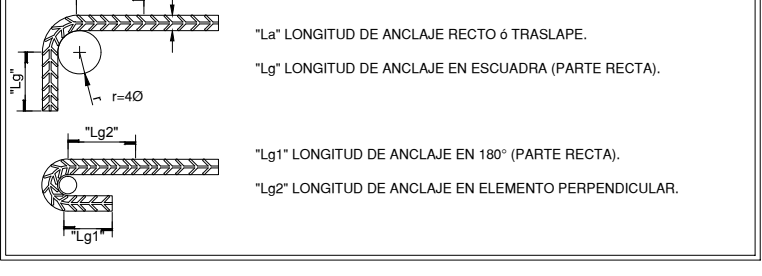 "La" LONGITUD DE ANCLAJE RECTO ó TRASLAPE.
"Lg" LONGITUD DE ANCLAJE EN ESCUADRA (PARTE RECTA).
"Lg"
r
r=4Ø
"Lg2"
"Lg1" LONGITUD DE ANCLAJE EN 180° (PARTE RECTA).
"Lg2" LONGITUD DE ANCLAJE EN ELEMENTO PERPENDICULAR.
"Lg1"